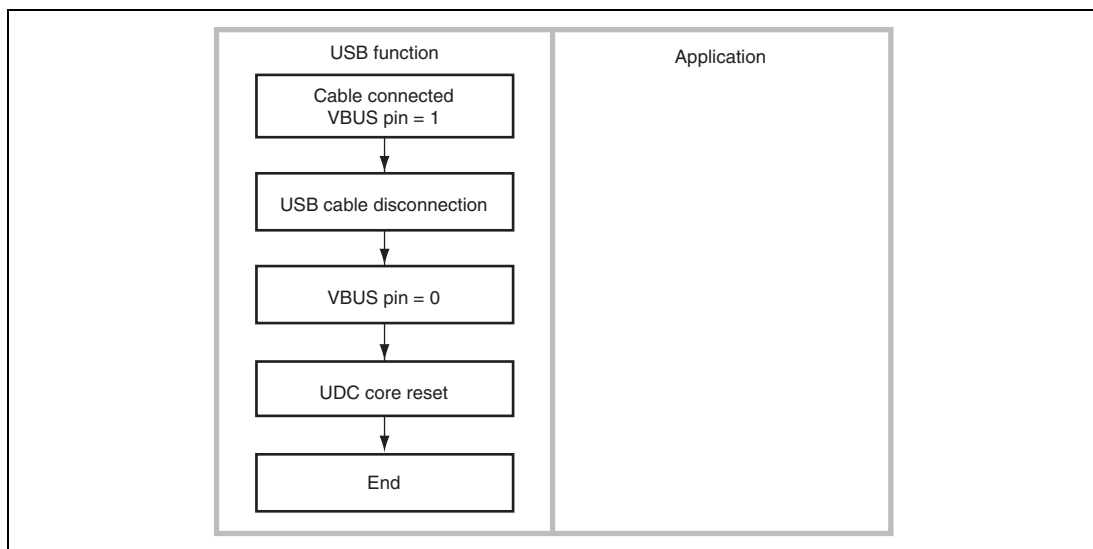 USB function
Application
Cable connected
VBUS pin = 1
USB cable disconnection
VBUS pin = 0
UDC core reset
End